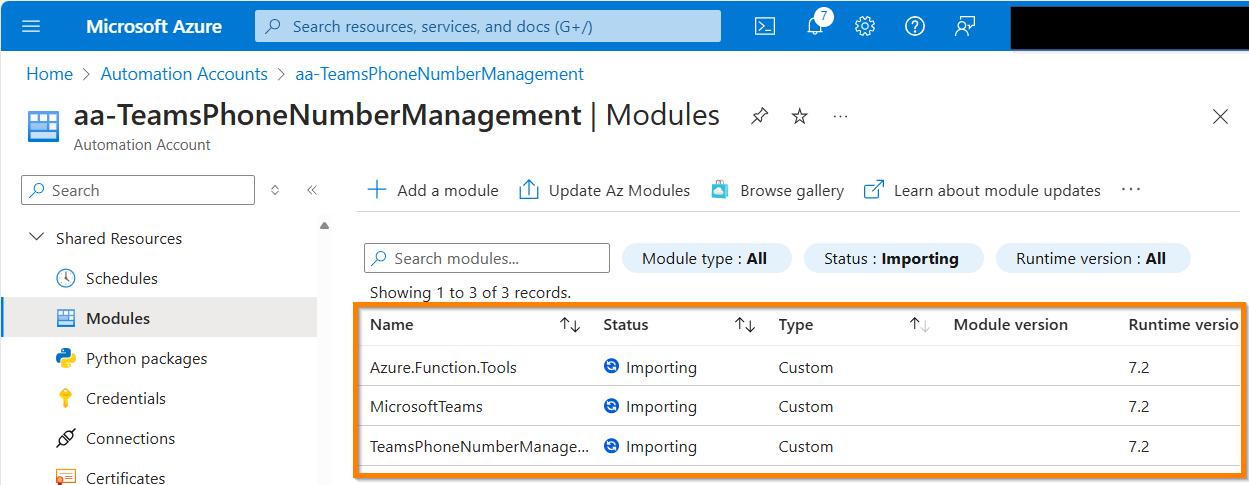 Microsoft Azure
Search resources, services, and docs (G+/)
7
Home > Automation Accounts > aa-TeamsPhoneNumberManagement
aa-TeamsPhoneNumberManagement | Modules
Automation Account
Search
Add a module
Update Az Modules
Browse gallery
Learn about module updates
Shared Resources
Schedules
Modules
Python packages
Credentials
Connections
Certificates
Search modules...
Module type : All
Status : Importing
Runtime version : All
Showing 1 to 3 of 3 records.
Name Status Type Module version Runtime versio
Azure.Function.Tools Importing Custom 7.2
MicrosoftTeams Importing Custom 7.2
TeamsPhoneNumberManage... Importing Custom 7.2